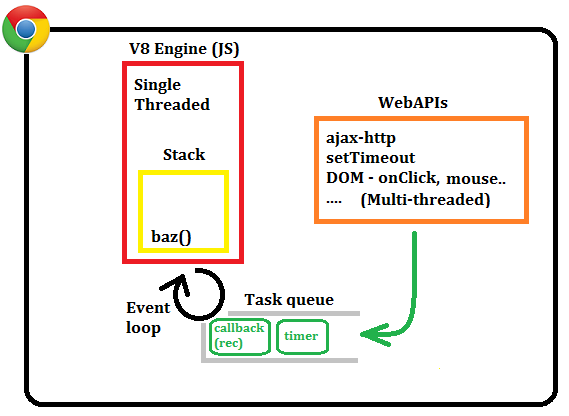 V8 Engine (JS)
Single
Threaded
Stack
baz()
WebAPIs
ajax-http
setTimeout
DOM - onClick, mouse..
.... (Multi-threaded)
Event
loop
Task queue
callback
(rec)
timer